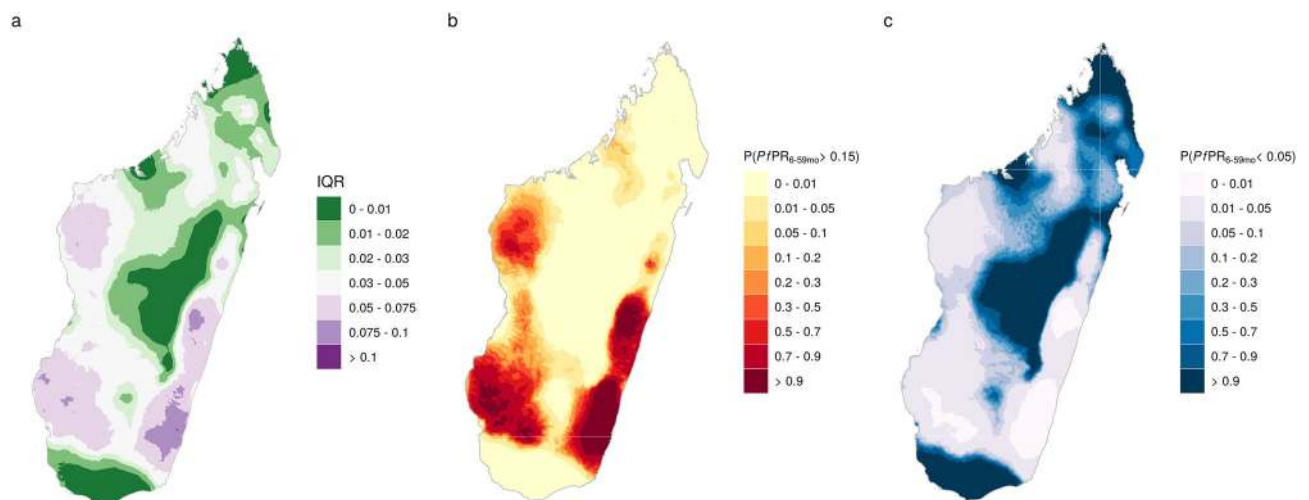 a
IQR
0 - 0.01
0.01 - 0.02
0.02 - 0.03
0.03 - 0.05
0.05 - 0.075
0.075 - 0.1
> 0.1
b
P(PfPR6-59mo> 0.15)
0 - 0.01
0.01 - 0.05
0.05 - 0.1
0.1 - 0.2
0.2 - 0.3
0.3 - 0.5
0.5 - 0.7
0.7 - 0.9
> 0.9
c
P(PfPR6-59mo< 0.05)
0 - 0.01
0.01 - 0.05
0.05 - 0.1
0.1 - 0.2
0.2 - 0.3
0.3 - 0.5
0.5 - 0.7
0.7 - 0.9
> 0.9